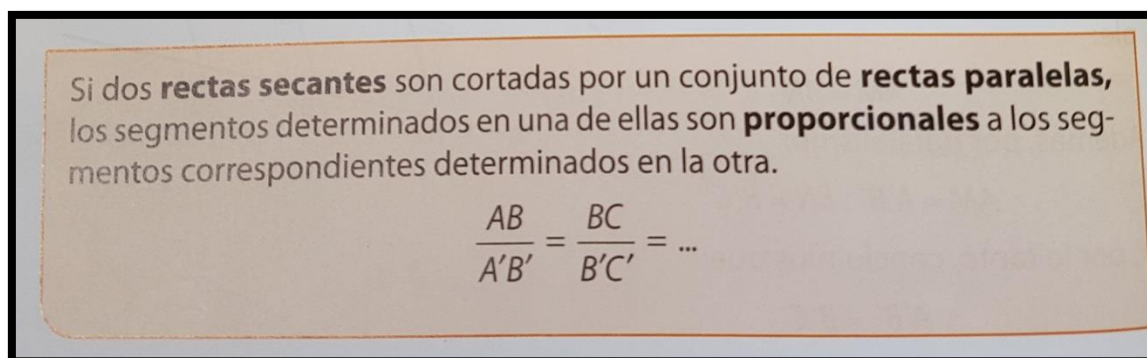 Si dos rectas secantes son cortadas por un conjunto de rectas paralelas,
los segmentos determinados en una de ellas son proporcionales a los seg-
mentos correspondientes determinados en la otra.
AB/A'B' = BC/B'C' = ...